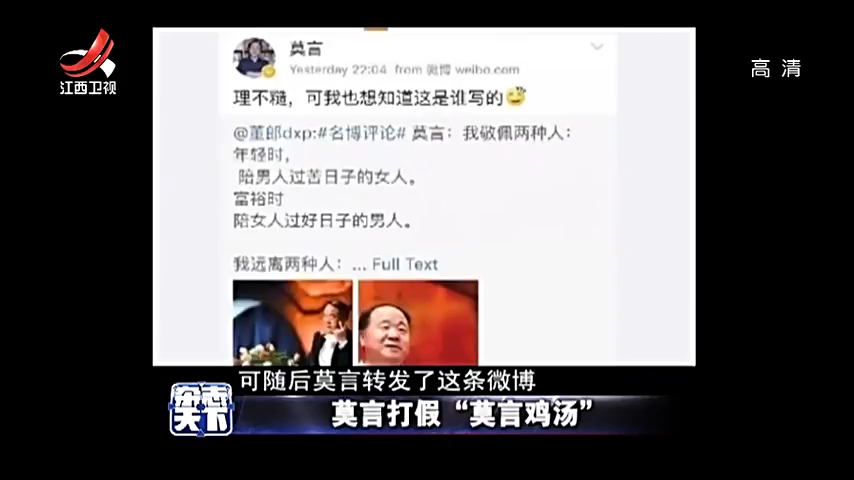 江西卫视
高清
莫言
Yesterday 22:04 from 微博 weibo.com
理不糙，可我也想知道这是谁写的
@董郎dxp:#名博评论# 莫言：我敬佩两种人：
年轻时，
陪男人过苦日子的女人。
富裕时
陪女人过好日子的男人。
我远离两种人：... Full Text
可随后莫言转发了这条微博
杂志天下
莫言打假“莫言鸡汤”